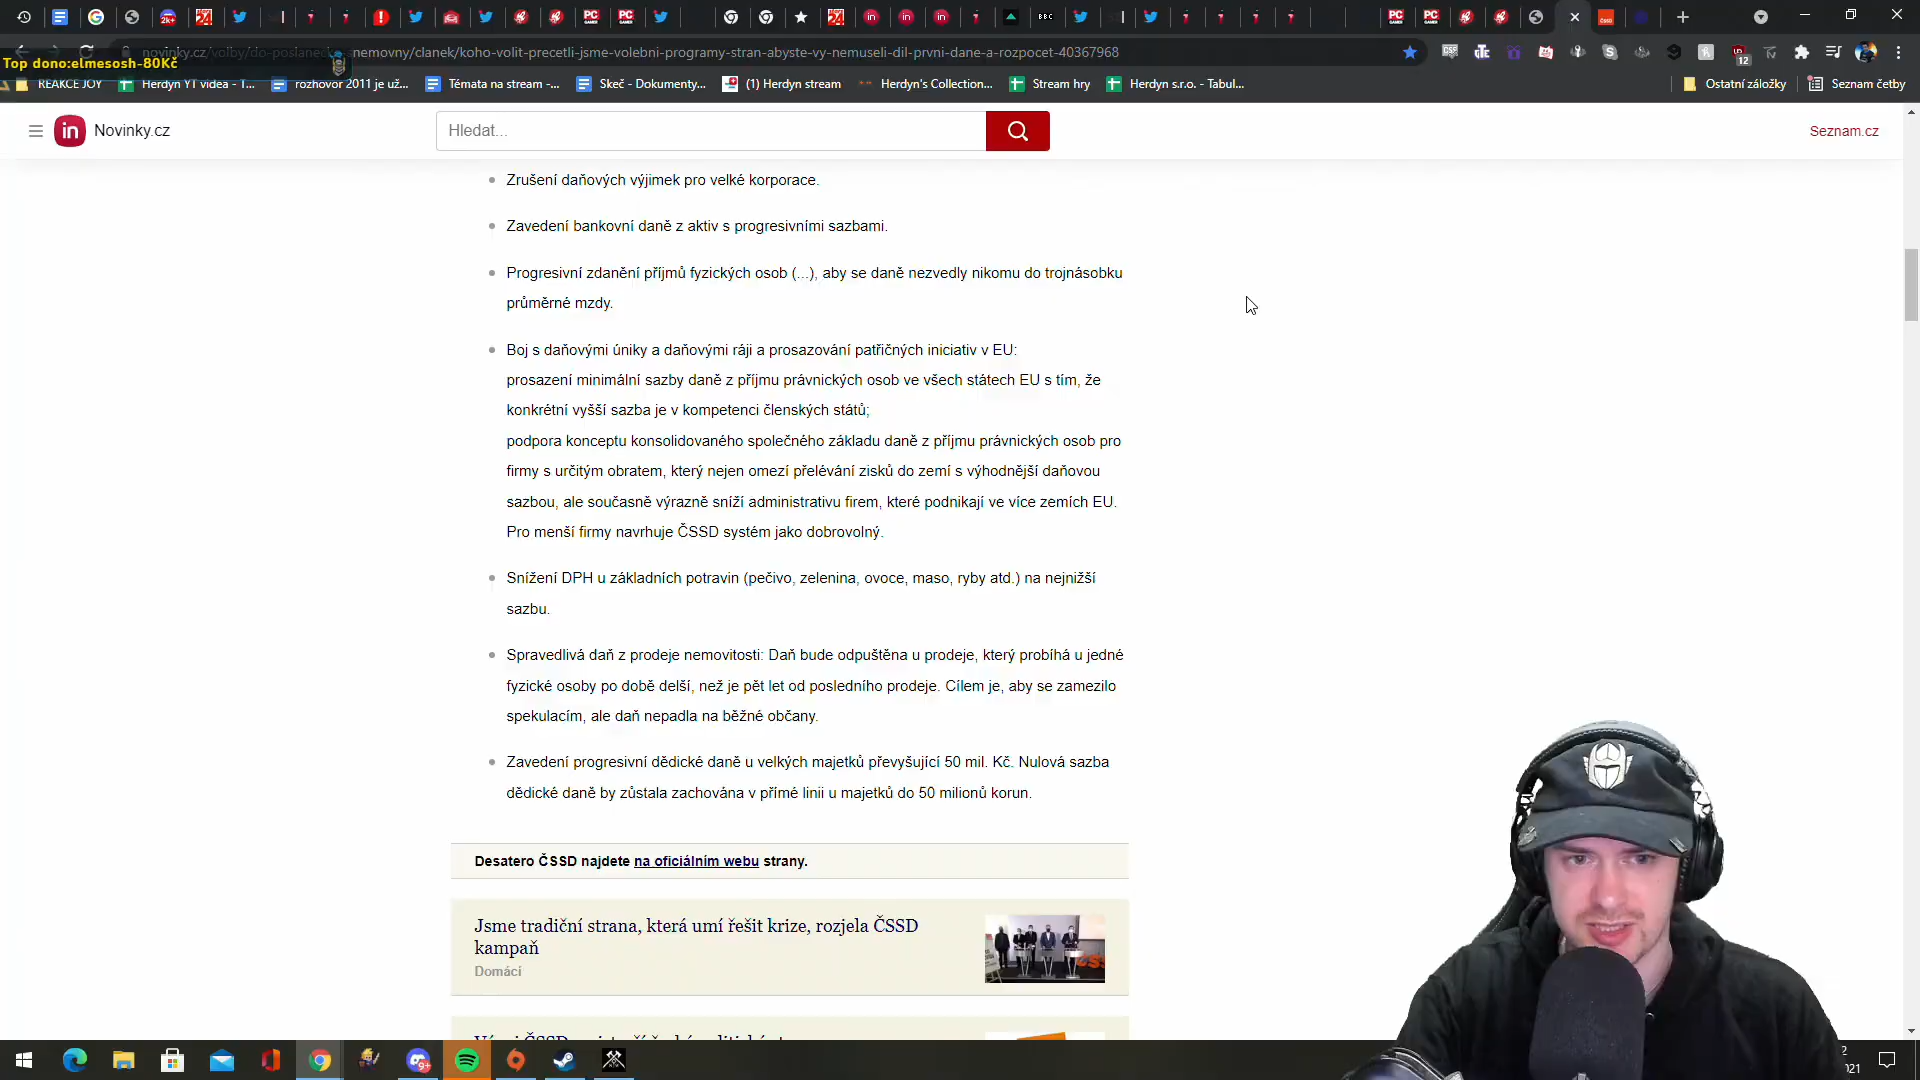 novinky.cz/volby/do-poslanec nemovny/clanek/koho-volit-precetli-jsme-volebni-programy-stran-abyste-vy-nemuseli-dil-prvni-dane-a-rozpocet-40367968
Top dono:elmesosh-80Kč
REAKCE JOY
Herdyn YT videa - T...
rozhovor 2011 je už...
Témata na stream -...
Skeč - Dokumenty...
(1) Herdyn stream
Herdyn's Collection...
Stream hry
Herdyn s.r.o. - Tabul...
Ostatní záložky
Seznam četby
in Novinky.cz
Hledat...
Seznam.cz
Zrušení daňových výjimek pro velké korporace.
Zavedení bankovní daně z aktiv s progresivními sazbami.
Progresivní zdanění příjmů fyzických osob (...), aby se daně nezvedly nikomu do trojnásobku
průměrné mzdy.
Boj s daňovými úniky a daňovými ráji a prosazování patřičných iniciativ v EU:
prosazení minimální sazby daně z příjmu právnických osob ve všech státech EU s tím, že
konkrétní vyšší sazba je v kompetenci členských států;
podpora konceptu konsolidovaného společného základu daně z příjmu právnických osob pro
firmy s určitým obratem, který nejen omezí přelévání zisků do zemí s výhodnější daňovou
sazbou, ale současně výrazně sníží administrativu firem, které podnikají ve více zemích EU.
Pro menší firmy navrhuje ČSSD systém jako dobrovolný.
Snížení DPH u základních potravin (pečivo, zelenina, ovoce, maso, ryby atd.) na nejnižší
sazbu.
Spravedlivá daň z prodeje nemovitosti: Daň bude odpuštěna u prodeje, který probíhá u jedné
fyzické osoby po době delší, než je pět let od posledního prodeje. Cílem je, aby se zamezilo
spekulacím, ale daň nepadla na běžné občany.
Zavedení progresivní dědické daně u velkých majetků převyšující 50 mil. Kč. Nulová sazba
dědické daně by zůstala zachována v přímé linii u majetků do 50 milionů korun.
Desatero ČSSD najdete na oficiálním webu strany.
Jsme tradiční strana, která umí řešit krize, rozjela ČSSD
kampaň
Domácí